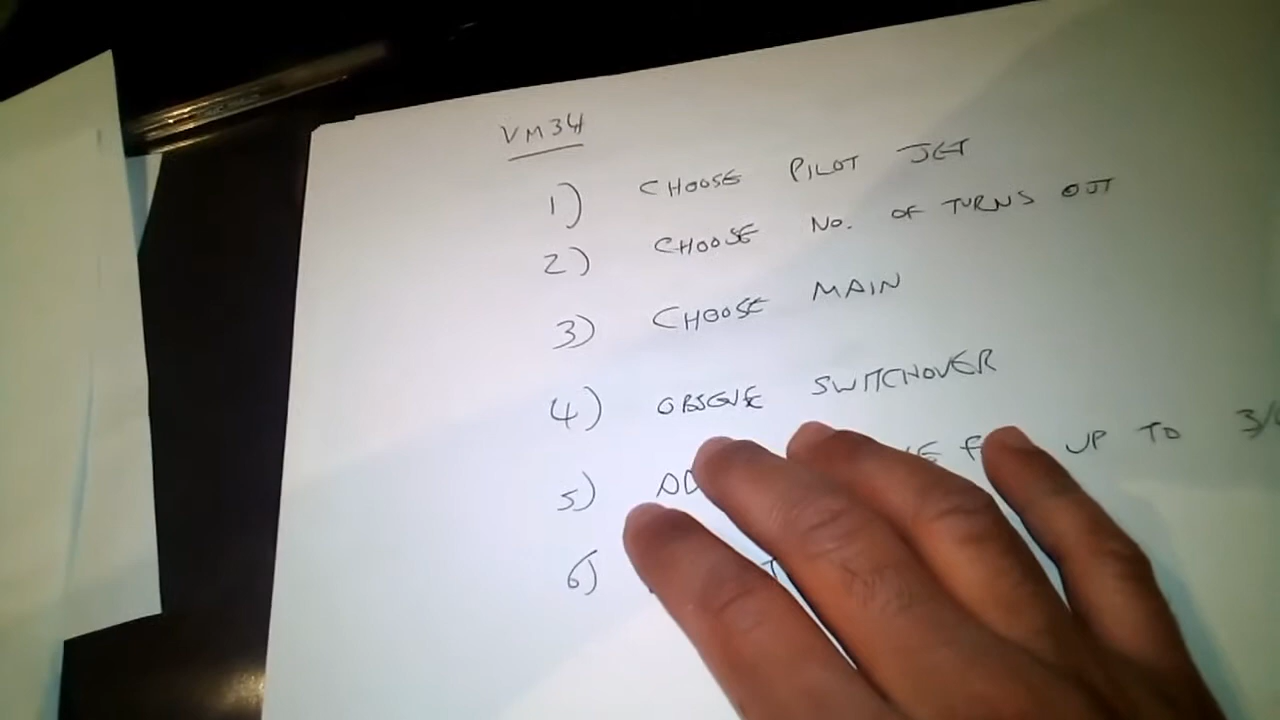 VM34
1) CHOOSE PILOT JET
2) CHOOSE No. OF TURNS OUT
3) CHOOSE MAIN
4) OBSERVE SWITCHOVER
5) UP TO
6)